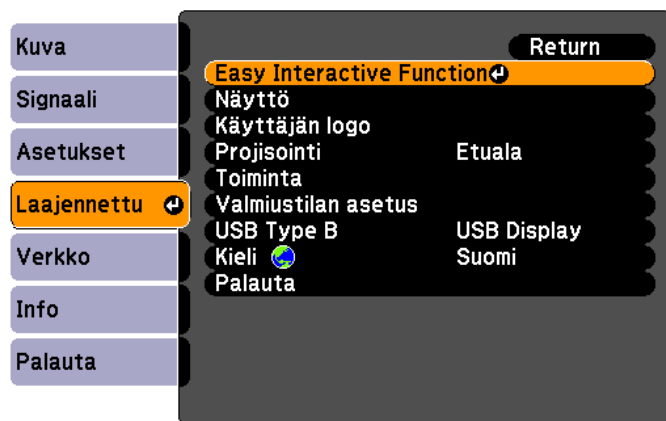 Kuva
Signaali
Asetukset
Laajennettu
Verkko
Info
Palauta
Return
Easy Interactive Function
Näyttö
Käyttäjän logo
Projisointi Etuala
Toiminta
Valmiustilan asetus
USB Type B USB Display
Kieli Suomi
Palauta